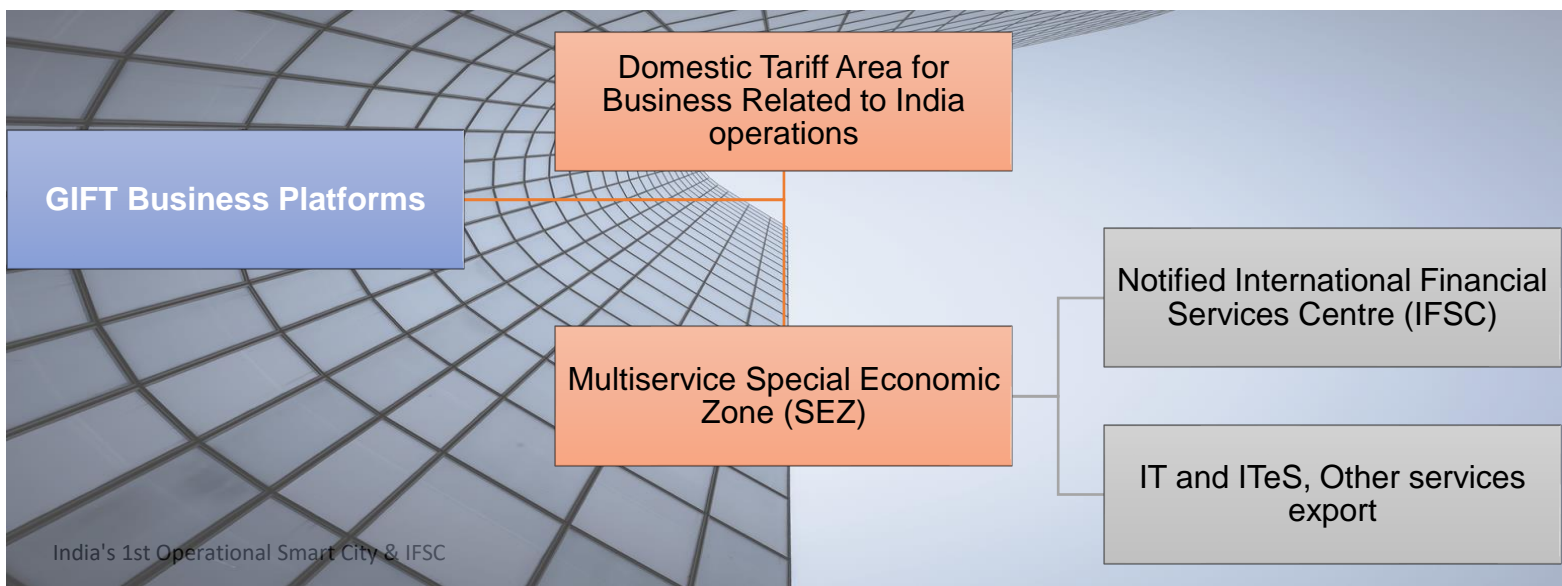 Domestic Tariff Area for
Business Related to India
operations
GIFT Business Platforms
Notified International Financial
Services Centre (IFSC)
Multiservice Special Economic
Zone (SEZ)
IT and ITeS, Other services
export
India's 1st Operational Smart City & IFSC